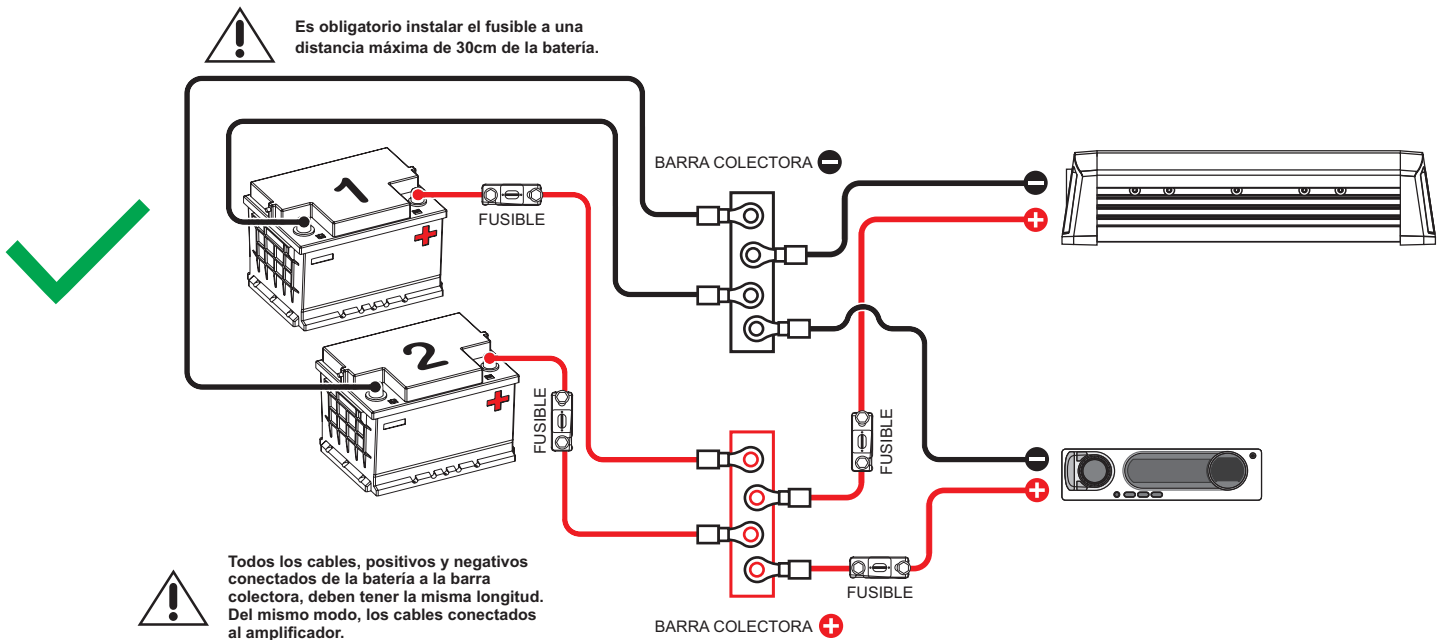 Es obligatorio instalar el fusible a una
distancia máxima de 30cm de la batería.
BARRA COLECTORA
1
FUSIBLE
2
FUSIBLE
FUSIBLE
FUSIBLE
Todos los cables, positivos y negativos
conectados de la batería a la barra
colectora, deben tener la misma longitud.
Del mismo modo, los cables conectados
al amplificador.
BARRA COLECTORA